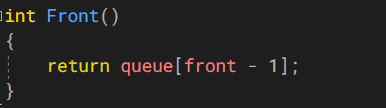 int Front()
{
    return queue[front - 1];
}